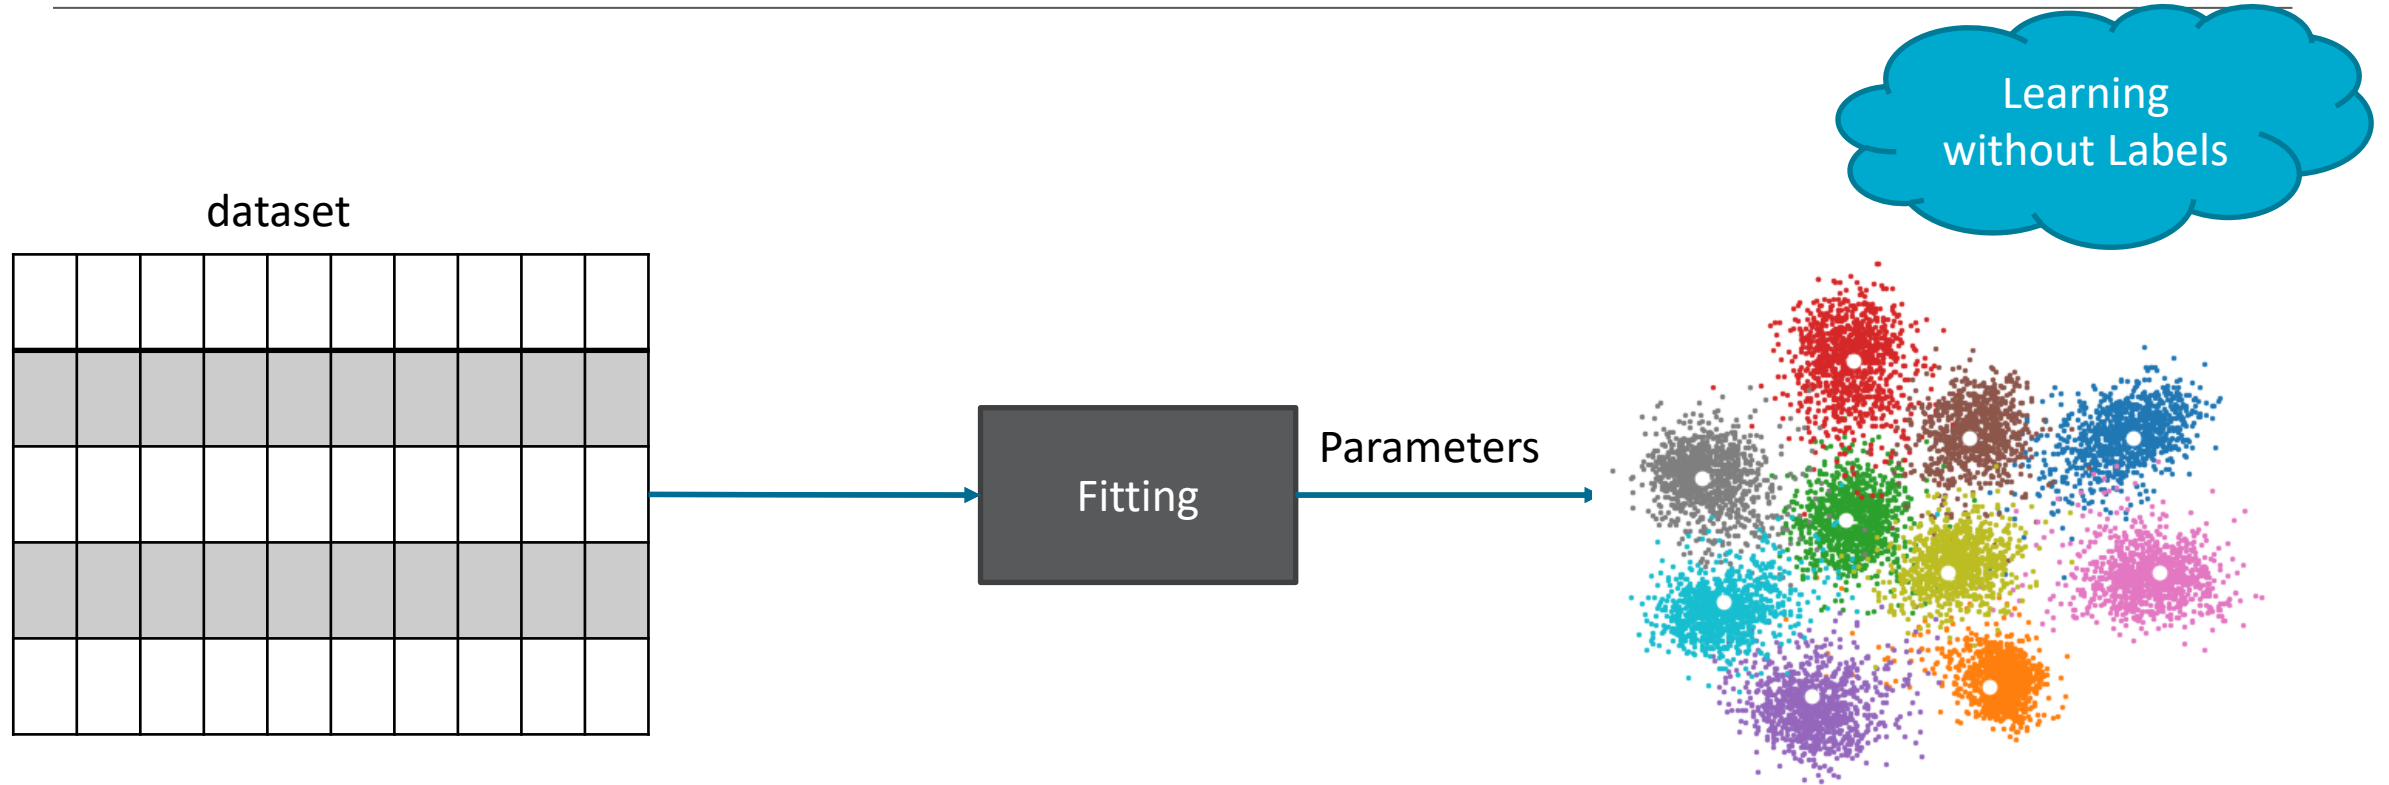 Learning
without Labels
dataset
Parameters
Fitting